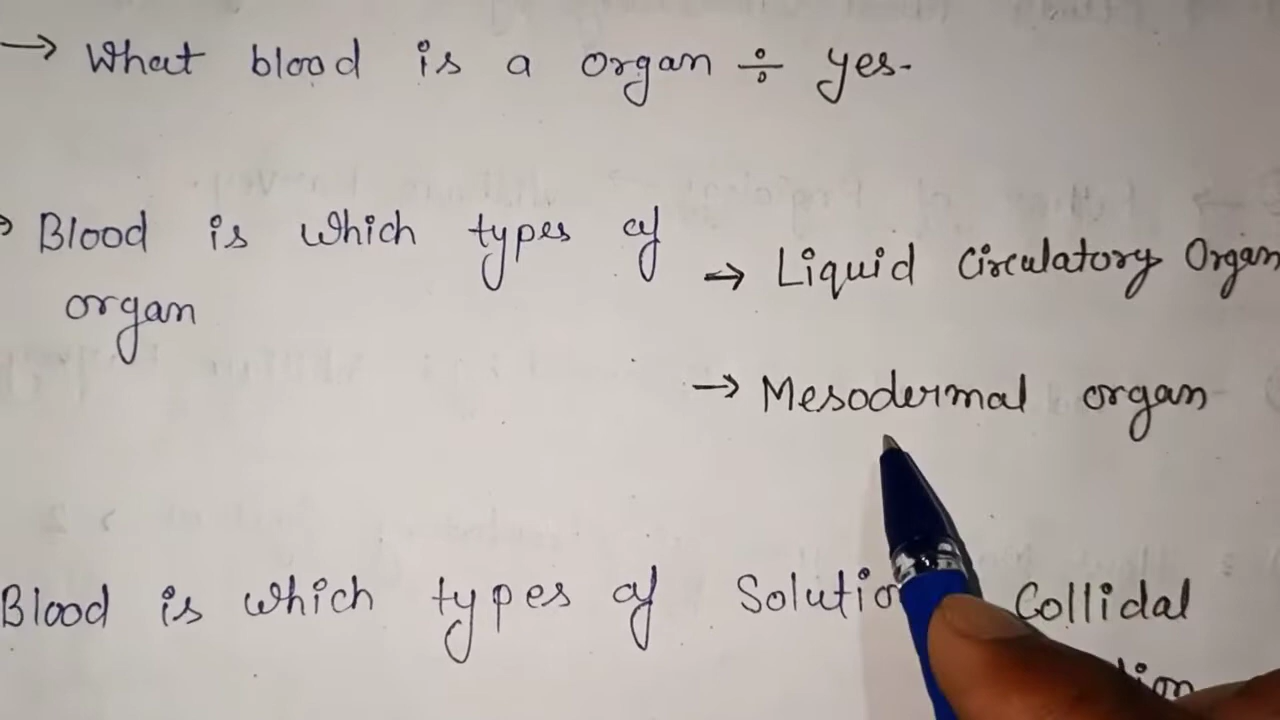 → What blood is a organ ÷ yes.
Blood is which types of
organ
→ Liquid Circulatory Organ
→ Mesodermal organ
Blood is which types of Solution Collidal